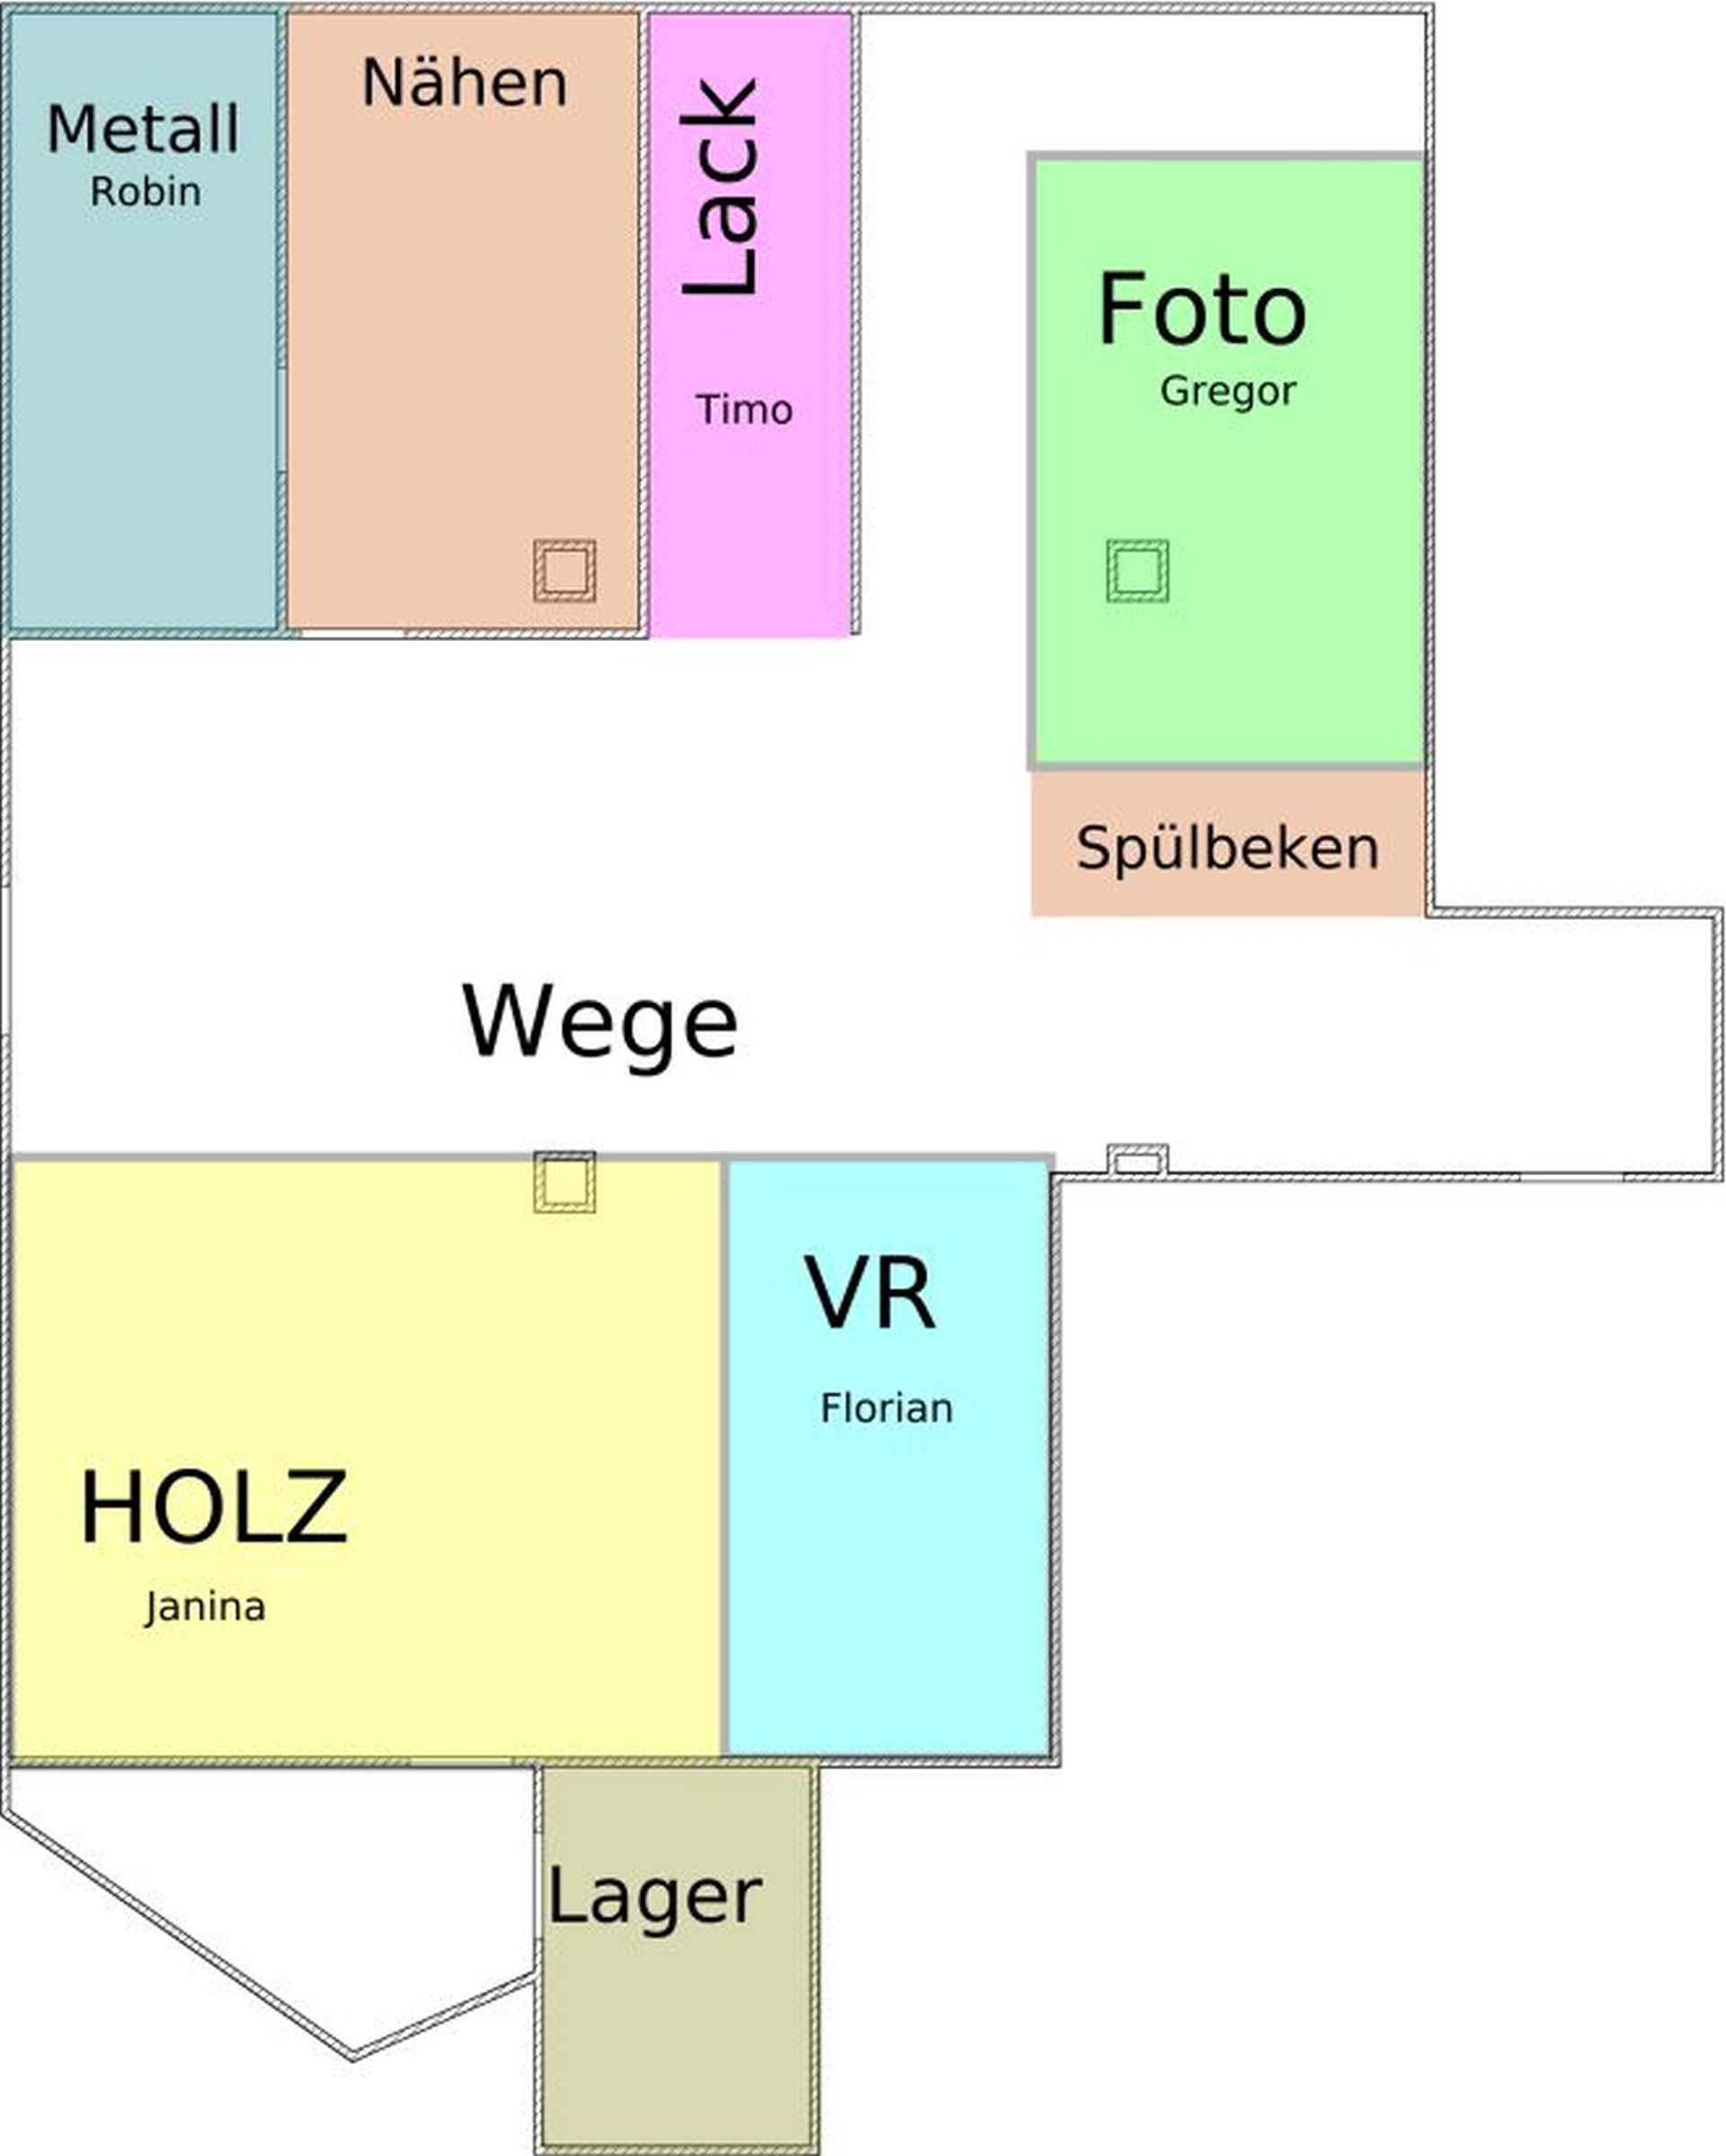 Metall
Robin
Nähen
Lack
Timo
Foto
Gregor
Spülbeken
Wege
VR
Florian
HOLZ
Janina
Lager